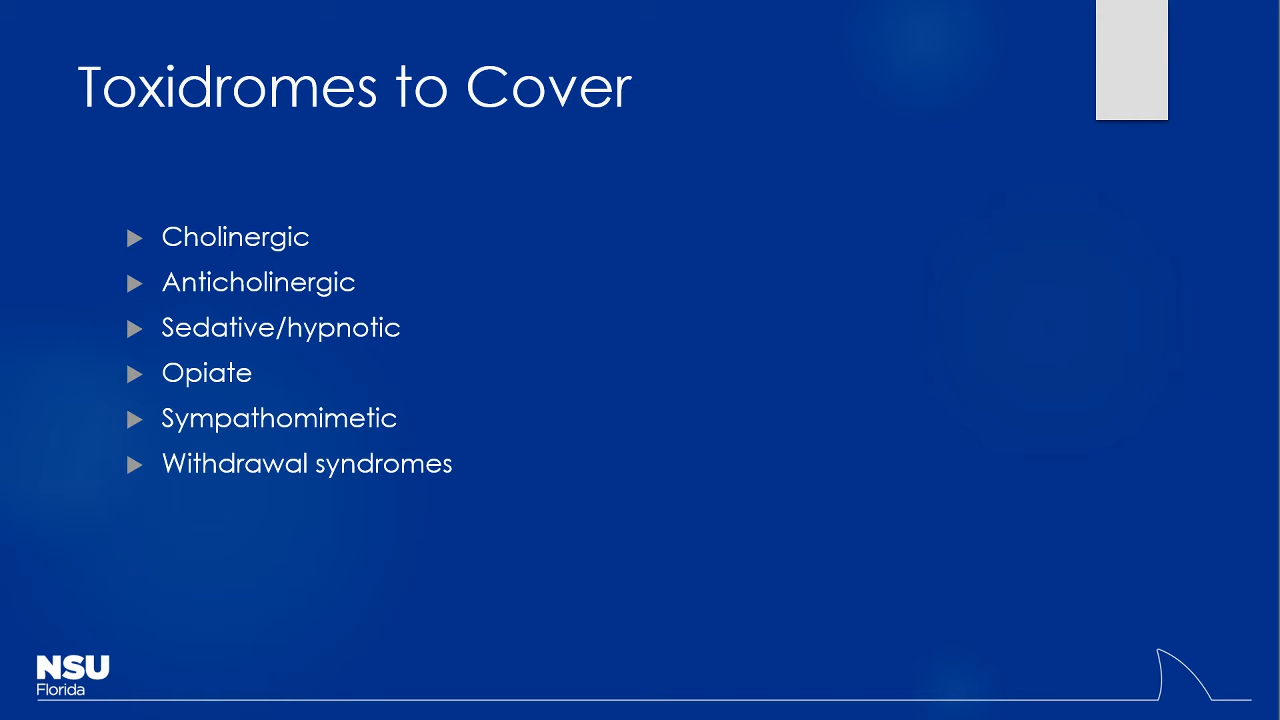 Toxidromes to Cover
Cholinergic
Anticholinergic
Sedative/hypnotic
Opiate
Sympathomimetic
Withdrawal syndromes
NSU
Florida